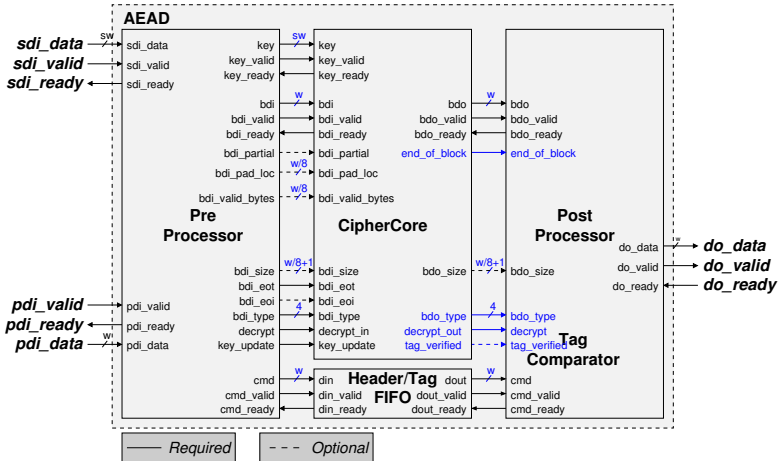 AEAD
sdi_data sw sdi_data key sw key
sdi_valid sdi_valid key_valid key_valid
sdi_ready sdi_ready key_ready key_ready
bdi w bdi bdo w bdo
bdi_valid bdi_valid bdo_valid bdo_valid
bdi_ready bdi_ready bdo_ready bdo_ready
bdi_partial bdi_partial end_of_block end_of_block
bdi_pad_loc w/8 bdi_pad_loc
bdi_valid_bytes w/8 bdi_valid_bytes
Pre Processor
CipherCore
Post Processor
do_data w do_data
bdi_size w/8+1 bdi_size bdo_size w/8+1 bdo_size do_valid do_valid
bdi_eot bdi_eot do_ready do_ready
bdi_eoi bdi_eoi
pdi_valid pdi_valid
bdi_type 4 bdi_type bdo_type 4 bdo_type
pdi_ready pdi_ready decrypt decrypt_in decrypt_out decrypt
pdi_data w pdi_data key_update key_update tag_verified tag_verified
Tag Comparator
Header/Tag FIFO
cmd w din dout w cmd
cmd_valid din_valid dout_valid cmd_valid
cmd_ready din_ready dout_ready cmd_ready
Required Optional